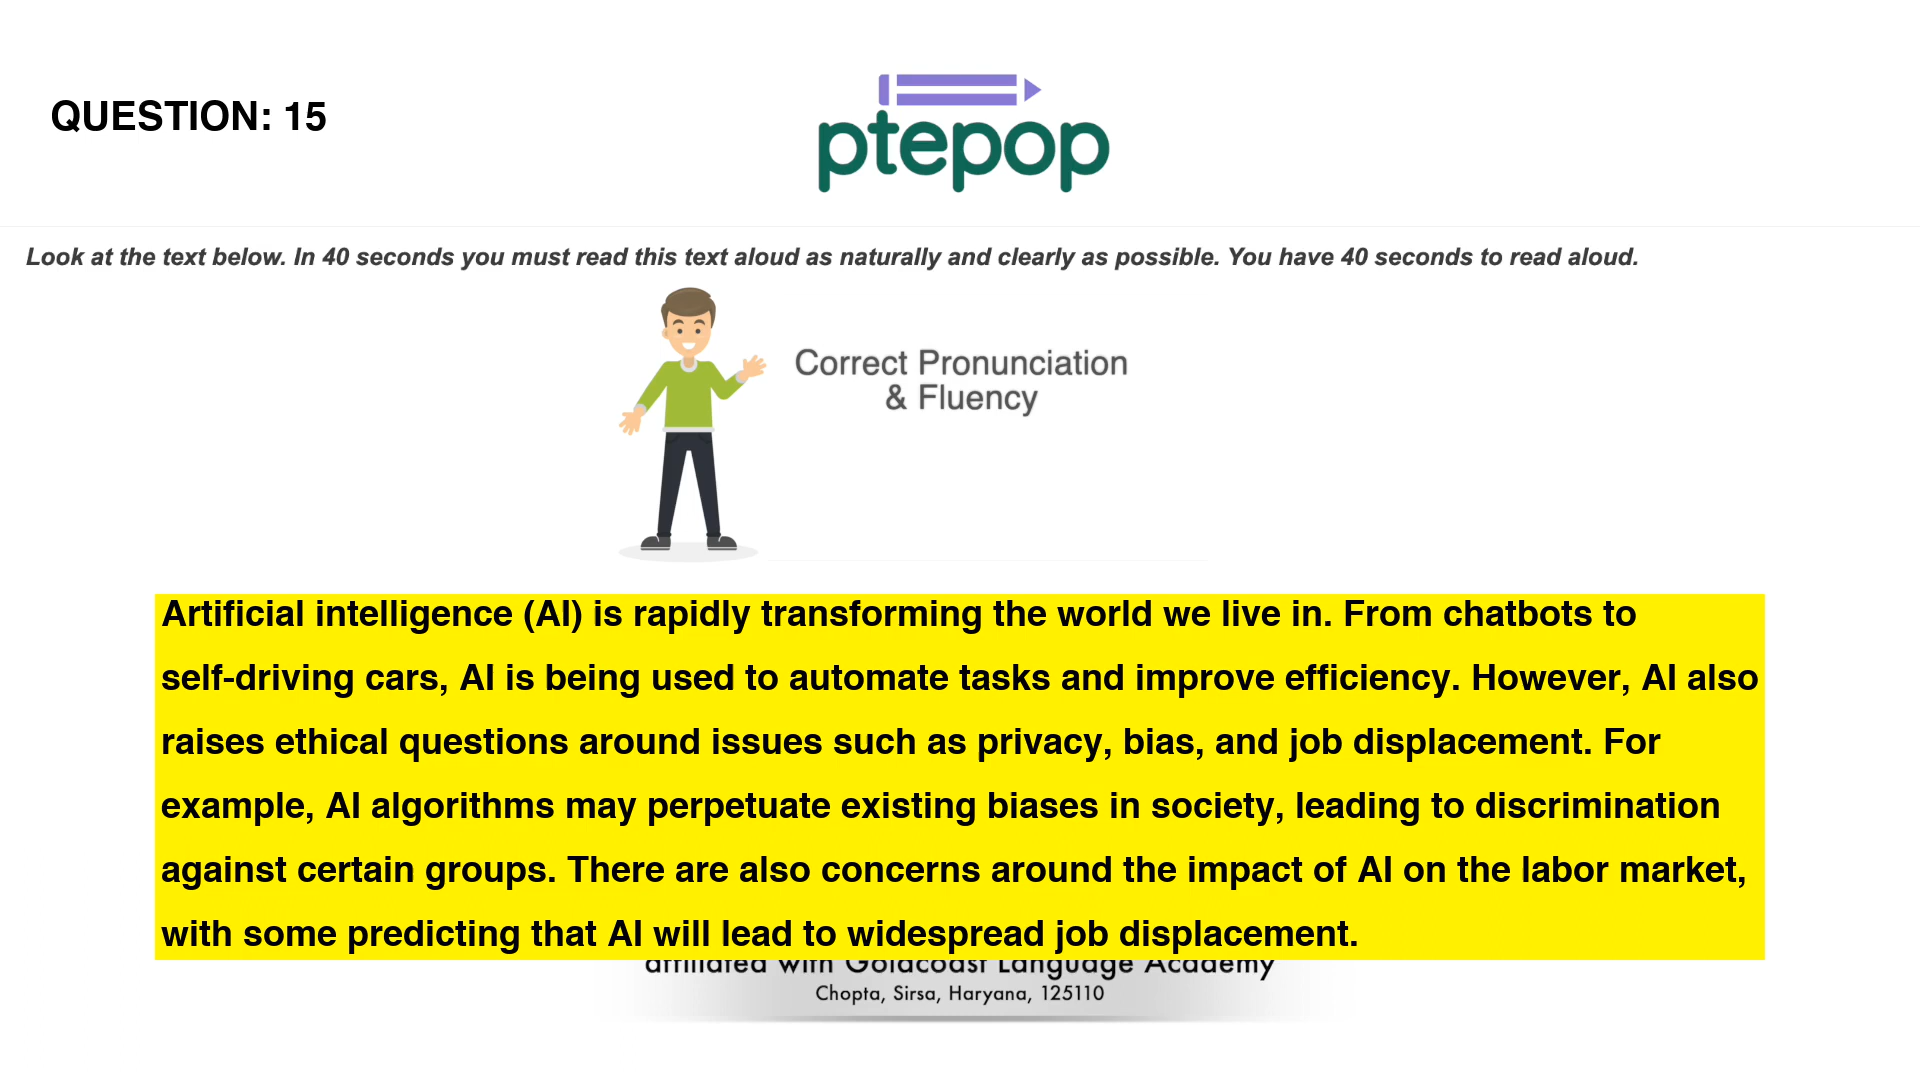 QUESTION: 15
ptepop
Look at the text below. In 40 seconds you must read this text aloud as naturally and clearly as possible. You have 40 seconds to read aloud.
Correct Pronunciation
& Fluency
Artificial intelligence (AI) is rapidly transforming the world we live in. From chatbots to
self-driving cars, AI is being used to automate tasks and improve efficiency. However, AI also
raises ethical questions around issues such as privacy, bias, and job displacement. For
example, AI algorithms may perpetuate existing biases in society, leading to discrimination
against certain groups. There are also concerns around the impact of AI on the labor market,
with some predicting that AI will lead to widespread job displacement.
affiliated with Goldcoast Language Academy
Chopta, Sirsa, Haryana, 125110